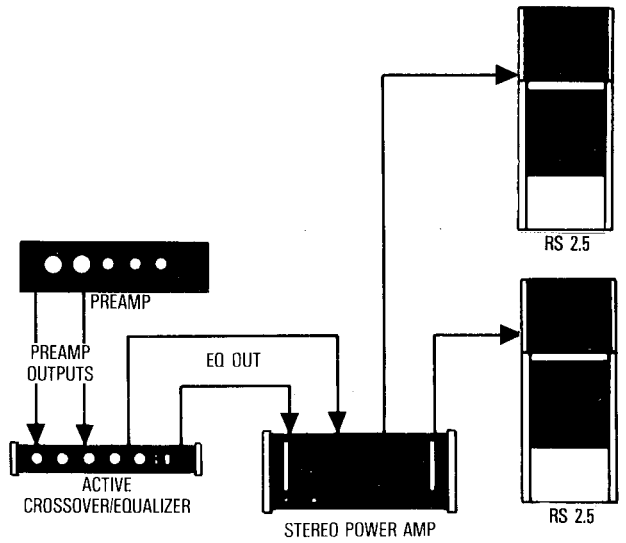 RS 2.5
PREAMP
PREAMP
OUTPUTS
EQ OUT
ACTIVE
CROSSOVER/EQUALIZER
STEREO POWER AMP
RS 2.5